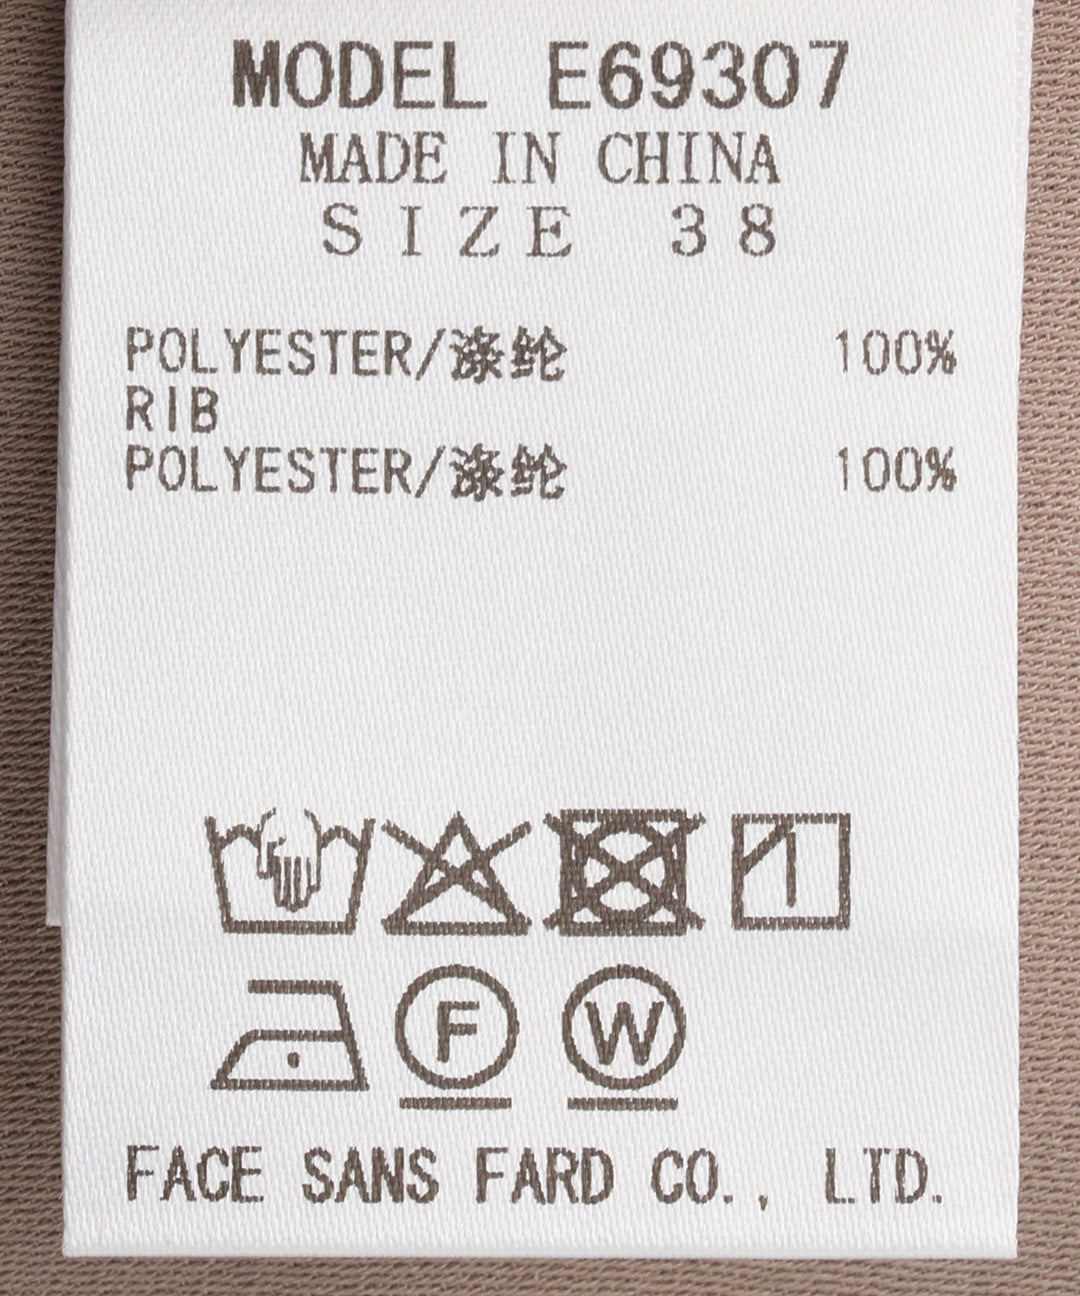 MODEL E69307
MADE IN CHINA
SIZE 38
POLYESTER/涤纶 100%
RIB
POLYESTER/涤纶 100%
F W
FACE SANS FARD CO., LTD.